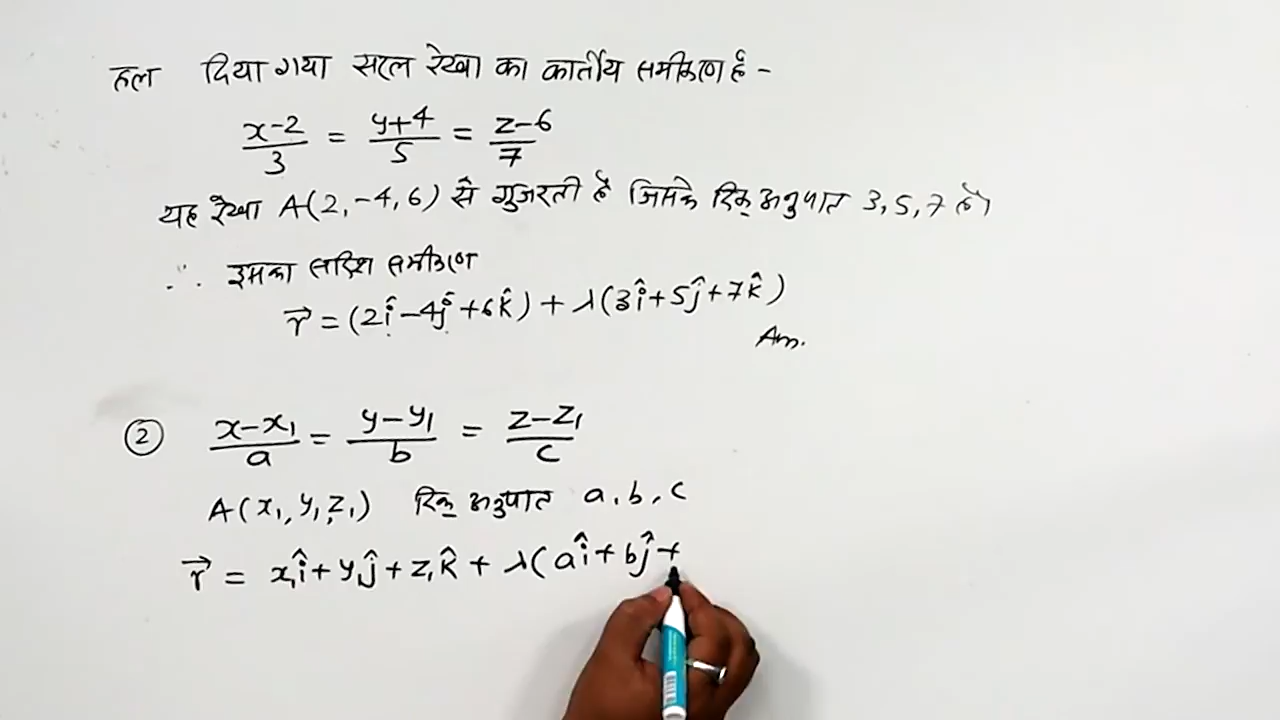 हल दिया गया सरल रेखा का कार्तीय समीकरण है -
x-2/3 = y+4/5 = z-6/7
यह रेखा A(2,-4,6) से गुजरती है जिसके दिक् अनुपात 3, 5, 7 है।
∴ इसका सदिश समीकरण
r⃗ = (2î - 4ĵ + 6k̂) + λ(3î + 5ĵ + 7k̂)
Ans.
② x-x₁/a = y-y₁/b = z-z₁/c
A(x₁, y₁, z₁) दिक् अनुपात a, b, c
r⃗ = x₁î + y₁ĵ + z₁k̂ + λ(aî + bĵ +